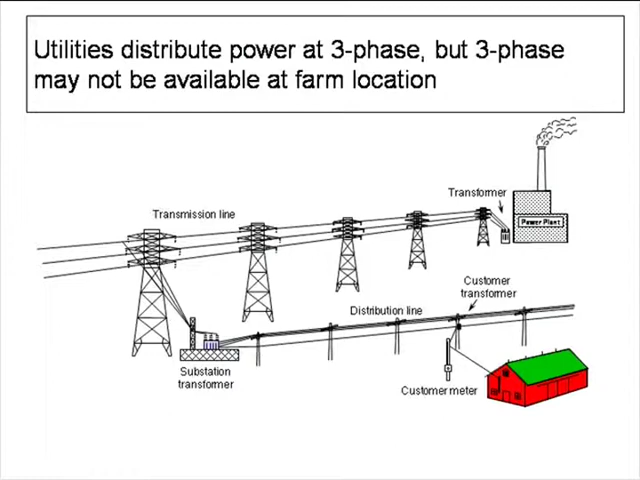 Utilities distribute power at 3-phase, but 3-phase
may not be available at farm location
Transformer
Power Plant
Transmission line
Customer
transformer
Distribution line
Substation
transformer
Customer meter